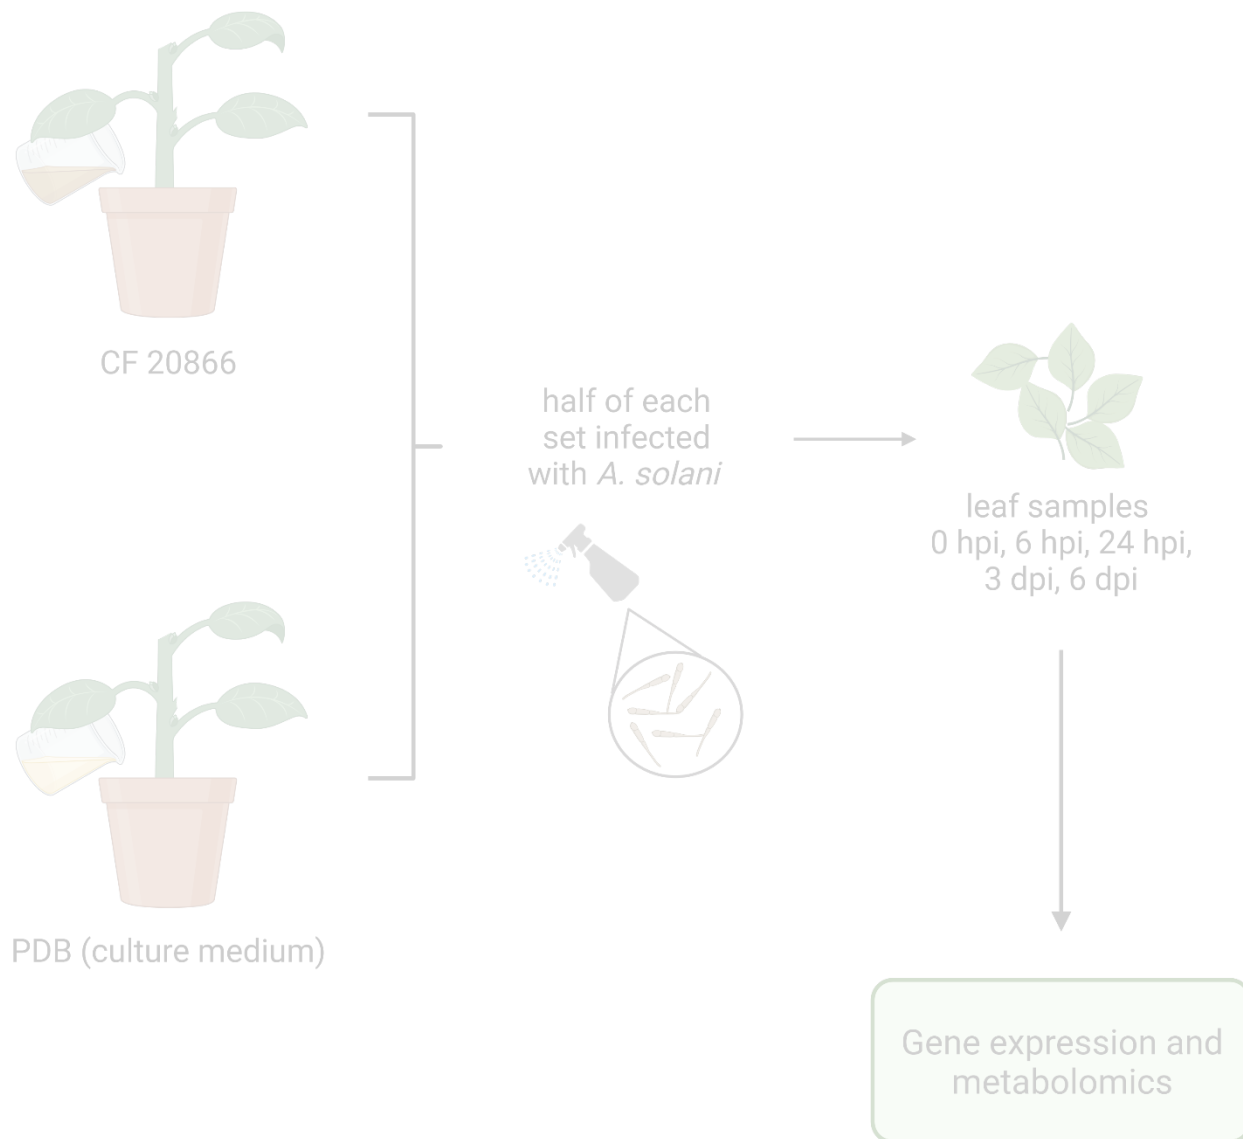 CF 20866
half of each
set infected
with A. solani
leaf samples
0 hpi, 6 hpi, 24 hpi,
3 dpi, 6 dpi
PDB (culture medium)
Gene expression and
metabolomics